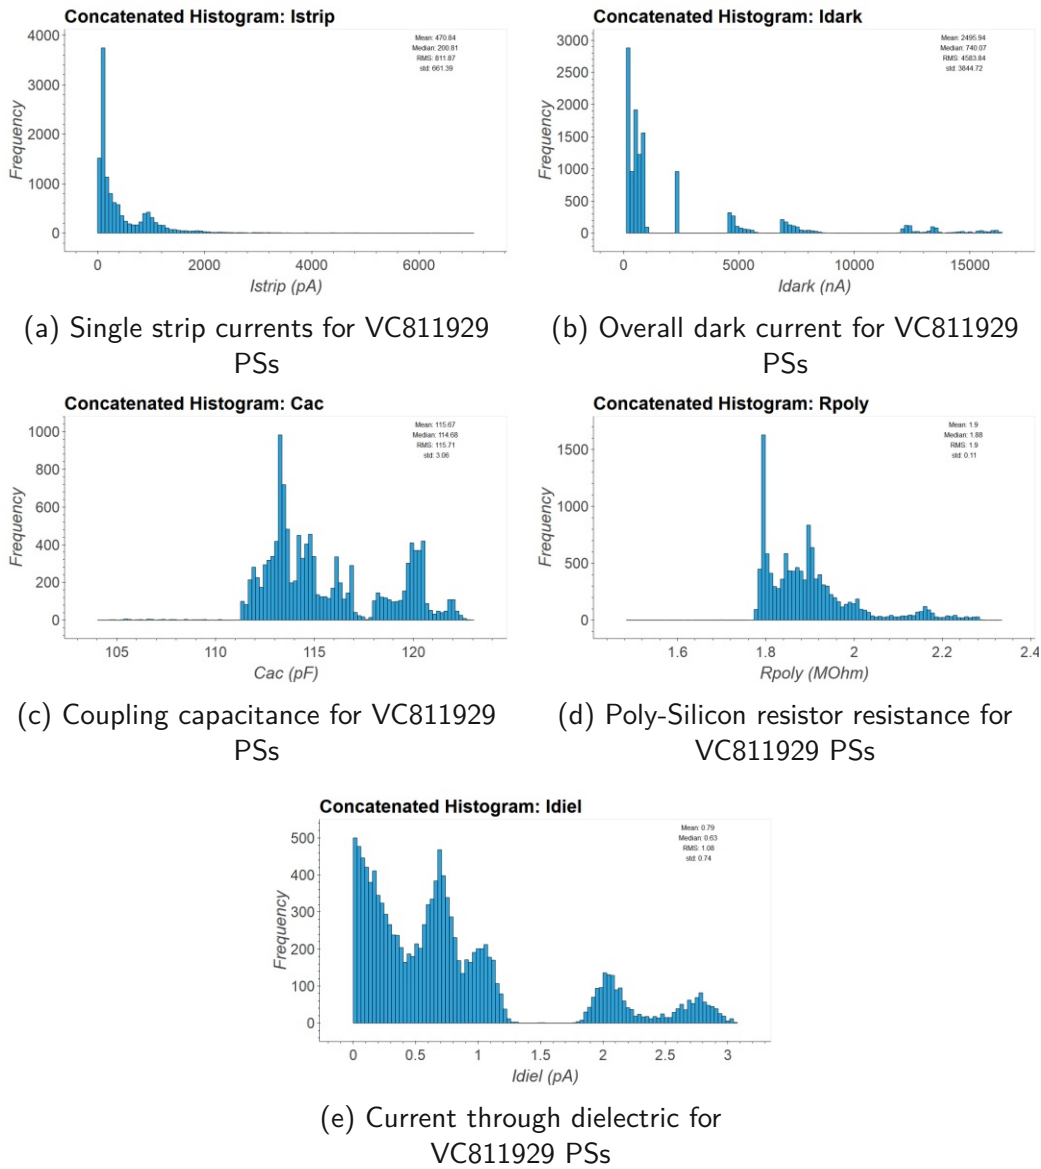 Concatenated Histogram: Istrip
Mean: 470.84
Median: 200.81
RMS: 811.87
std: 661.39
4000
3000
2000
1000
0
Frequency
0 2000 4000 6000
Istrip (pA)
(a) Single strip currents for VC811929
PSs
Concatenated Histogram: Idark
Mean: 2495.94
Median: 740.07
RMS: 4583.84
std: 3844.72
3000
2500
2000
1500
1000
500
0
Frequency
0 5000 10000 15000
Idark (nA)
(b) Overall dark current for VC811929
PSs
Concatenated Histogram: Cac
Mean: 115.67
Median: 114.68
RMS: 115.71
std: 3.06
1000
800
600
400
200
0
Frequency
105 110 115 120
Cac (pF)
(c) Coupling capacitance for VC811929
PSs
Concatenated Histogram: Rpoly
Mean: 1.9
Median: 1.88
RMS: 1.9
std: 0.11
1500
1000
500
0
Frequency
1.6 1.8 2 2.2 2.4
Rpoly (MOhm)
(d) Poly-Silicon resistor resistance for
VC811929 PSs
Concatenated Histogram: Idiel
Mean: 0.79
Median: 0.63
RMS: 1.08
std: 0.74
500
400
300
200
100
0
Frequency
0 0.5 1 1.5 2 2.5 3
Idiel (pA)
(e) Current through dielectric for
VC811929 PSs